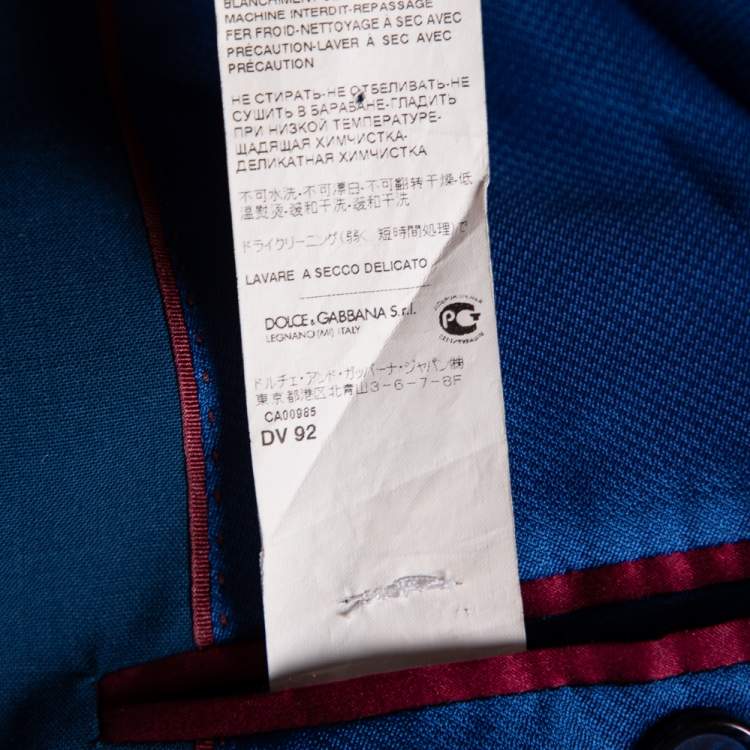 BLANCHIMENT
MACHINE INTERDIT-REPASSAGE
FER FROID-NETTOYAGE À SEC AVEC
PRÉCAUTION-LAVER À SEC AVEC
PRÉCAUTION
НЕ СТИРАТЬ-НЕ ОТБЕЛИВАТЬ-НЕ
СУШИТЬ В БАРАБАНЕ-ГЛАДИТЬ
ПРИ НИЗКОЙ ТЕМПЕРАТУРЕ-
ЩАДЯЩАЯ ХИМЧИСТКА-
ДЕЛИКАТНАЯ ХИМЧИСТКА
不可水洗-不可漂白-不可翻转干燥-低
温熨烫-缓和干洗-缓和干洗
ドライクリーニング(弱く、短時間処理)で
LAVARE A SECCO DELICATO
DOLCE & GABBANA S.r.l.
LEGNANO (MI) ITALY
PCT
ドルチェ・アンド・ガッバーナ・ジャパン㈱
東京都港区北青山3-6-7-8F
CA00985
DV 92